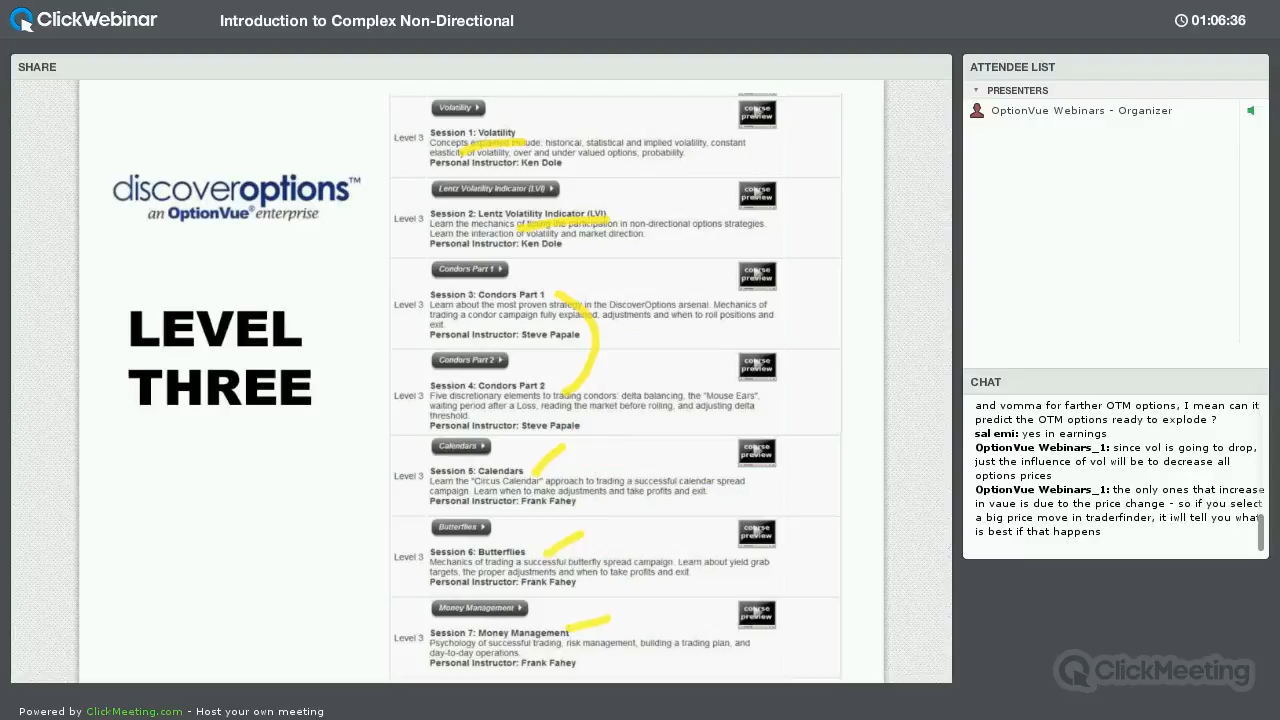 ClickWebinar
Introduction to Complex Non-Directional
01:06:36
SHARE
discoveroptions™
an OptionVue® enterprise
LEVEL
THREE
Volatility
course preview
Level 3
Session 1: Volatility
Concepts explained include: historical, statistical and implied volatility, constant
elasticity of volatility, over and under valued options, probability.
Personal Instructor: Ken Dole
Lentz Volatility Indicator (LVI)
course preview
Level 3
Session 2: Lentz Volatility Indicator (LVI)
Learn the mechanics of timing the participation in non-directional options strategies.
Learn the interaction of volatility and market direction.
Personal Instructor: Ken Dole
Condors Part 1
course preview
Level 3
Session 3: Condors Part 1
Learn about the most proven strategy in the DiscoverOptions arsenal. Mechanics of
trading a condor campaign fully explained, adjustments and when to roll positions and
exit.
Personal Instructor: Steve Papale
Condors Part 2
course preview
Level 3
Session 4: Condors Part 2
Five discretionary elements to trading condors: delta balancing, the "Mouse Ears",
waiting period after a Loss, reading the market before rolling, and adjusting delta
threshold.
Personal Instructor: Steve Papale
Calendars
course preview
Level 3
Session 5: Calendars
Learn the "Circus Calendar" approach to trading a successful calendar spread
campaign. Learn when to make adjustments and take profits and exit.
Personal Instructor: Frank Fahey
Butterflies
course preview
Level 3
Session 6: Butterflies
Mechanics of trading a successful butterfly spread campaign. Learn about yield grab
targets, the proper adjustments and when to take profits and exit.
Personal Instructor: Frank Fahey
Money Management
course preview
Level 3
Session 7: Money Management
Psychology of successful trading, risk management, building a trading plan, and
day-to-day operations.
Personal Instructor: Frank Fahey
ATTENDEE LIST
PRESENTERS
OptionVue Webinars - Organizer
CHAT
and vomma for farther OTM options, I mean can it
predict the OTM options ready to explode ?
sal emi: yes in earnings
OptionVue Webinars_1: since vol is going to drop,
just the influence of vol will be to decrease all
options prices
OptionVue Webinars_1: the only one that increase
in vaue is due to the price change - so if you select
a big price move in tradefinder, it will tell you what
is best if that happens
ClickMeeting
Powered by ClickMeeting.com - Host your own meeting